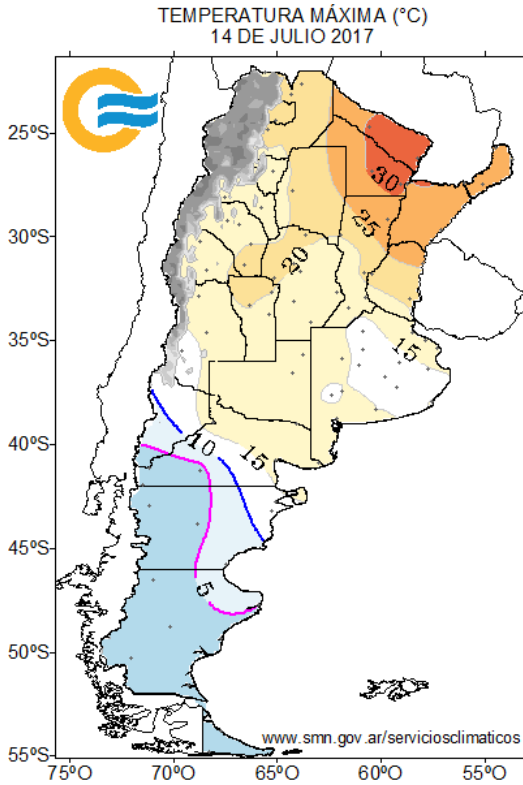 TEMPERATURA MÁXIMA (°C)
14 DE JULIO 2017
25ºS
30ºS
35ºS
40ºS
45ºS
50ºS
55ºS
30
25
20
15
15
10
5
www.smn.gov.ar/serviciosclimaticos
75ºO
70ºO
65ºO
60ºO
55ºO